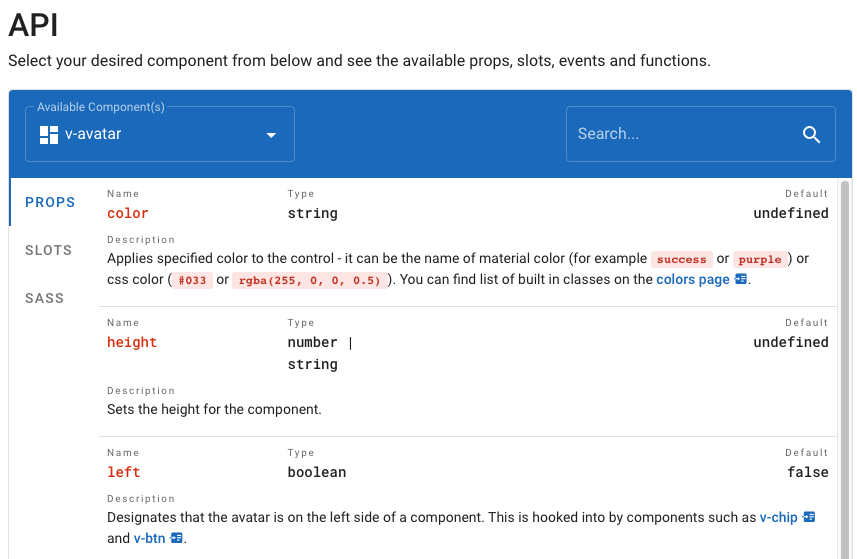 API
Select your desired component from below and see the available props, slots, events and functions.
Available Component(s)
v-avatar
Search...
PROPS
SLOTS
SASS
Name Type Default
color string undefined
Description
Applies specified color to the control - it can be the name of material color (for example success or purple ) or
css color ( #033 or rgba(255, 0, 0, 0.5) ). You can find list of built in classes on the colors page .
Name Type Default
height number | undefined
string
Description
Sets the height for the component.
Name Type Default
left boolean false
Description
Designates that the avatar is on the left side of a component. This is hooked into by components such as v-chip
and v-btn .